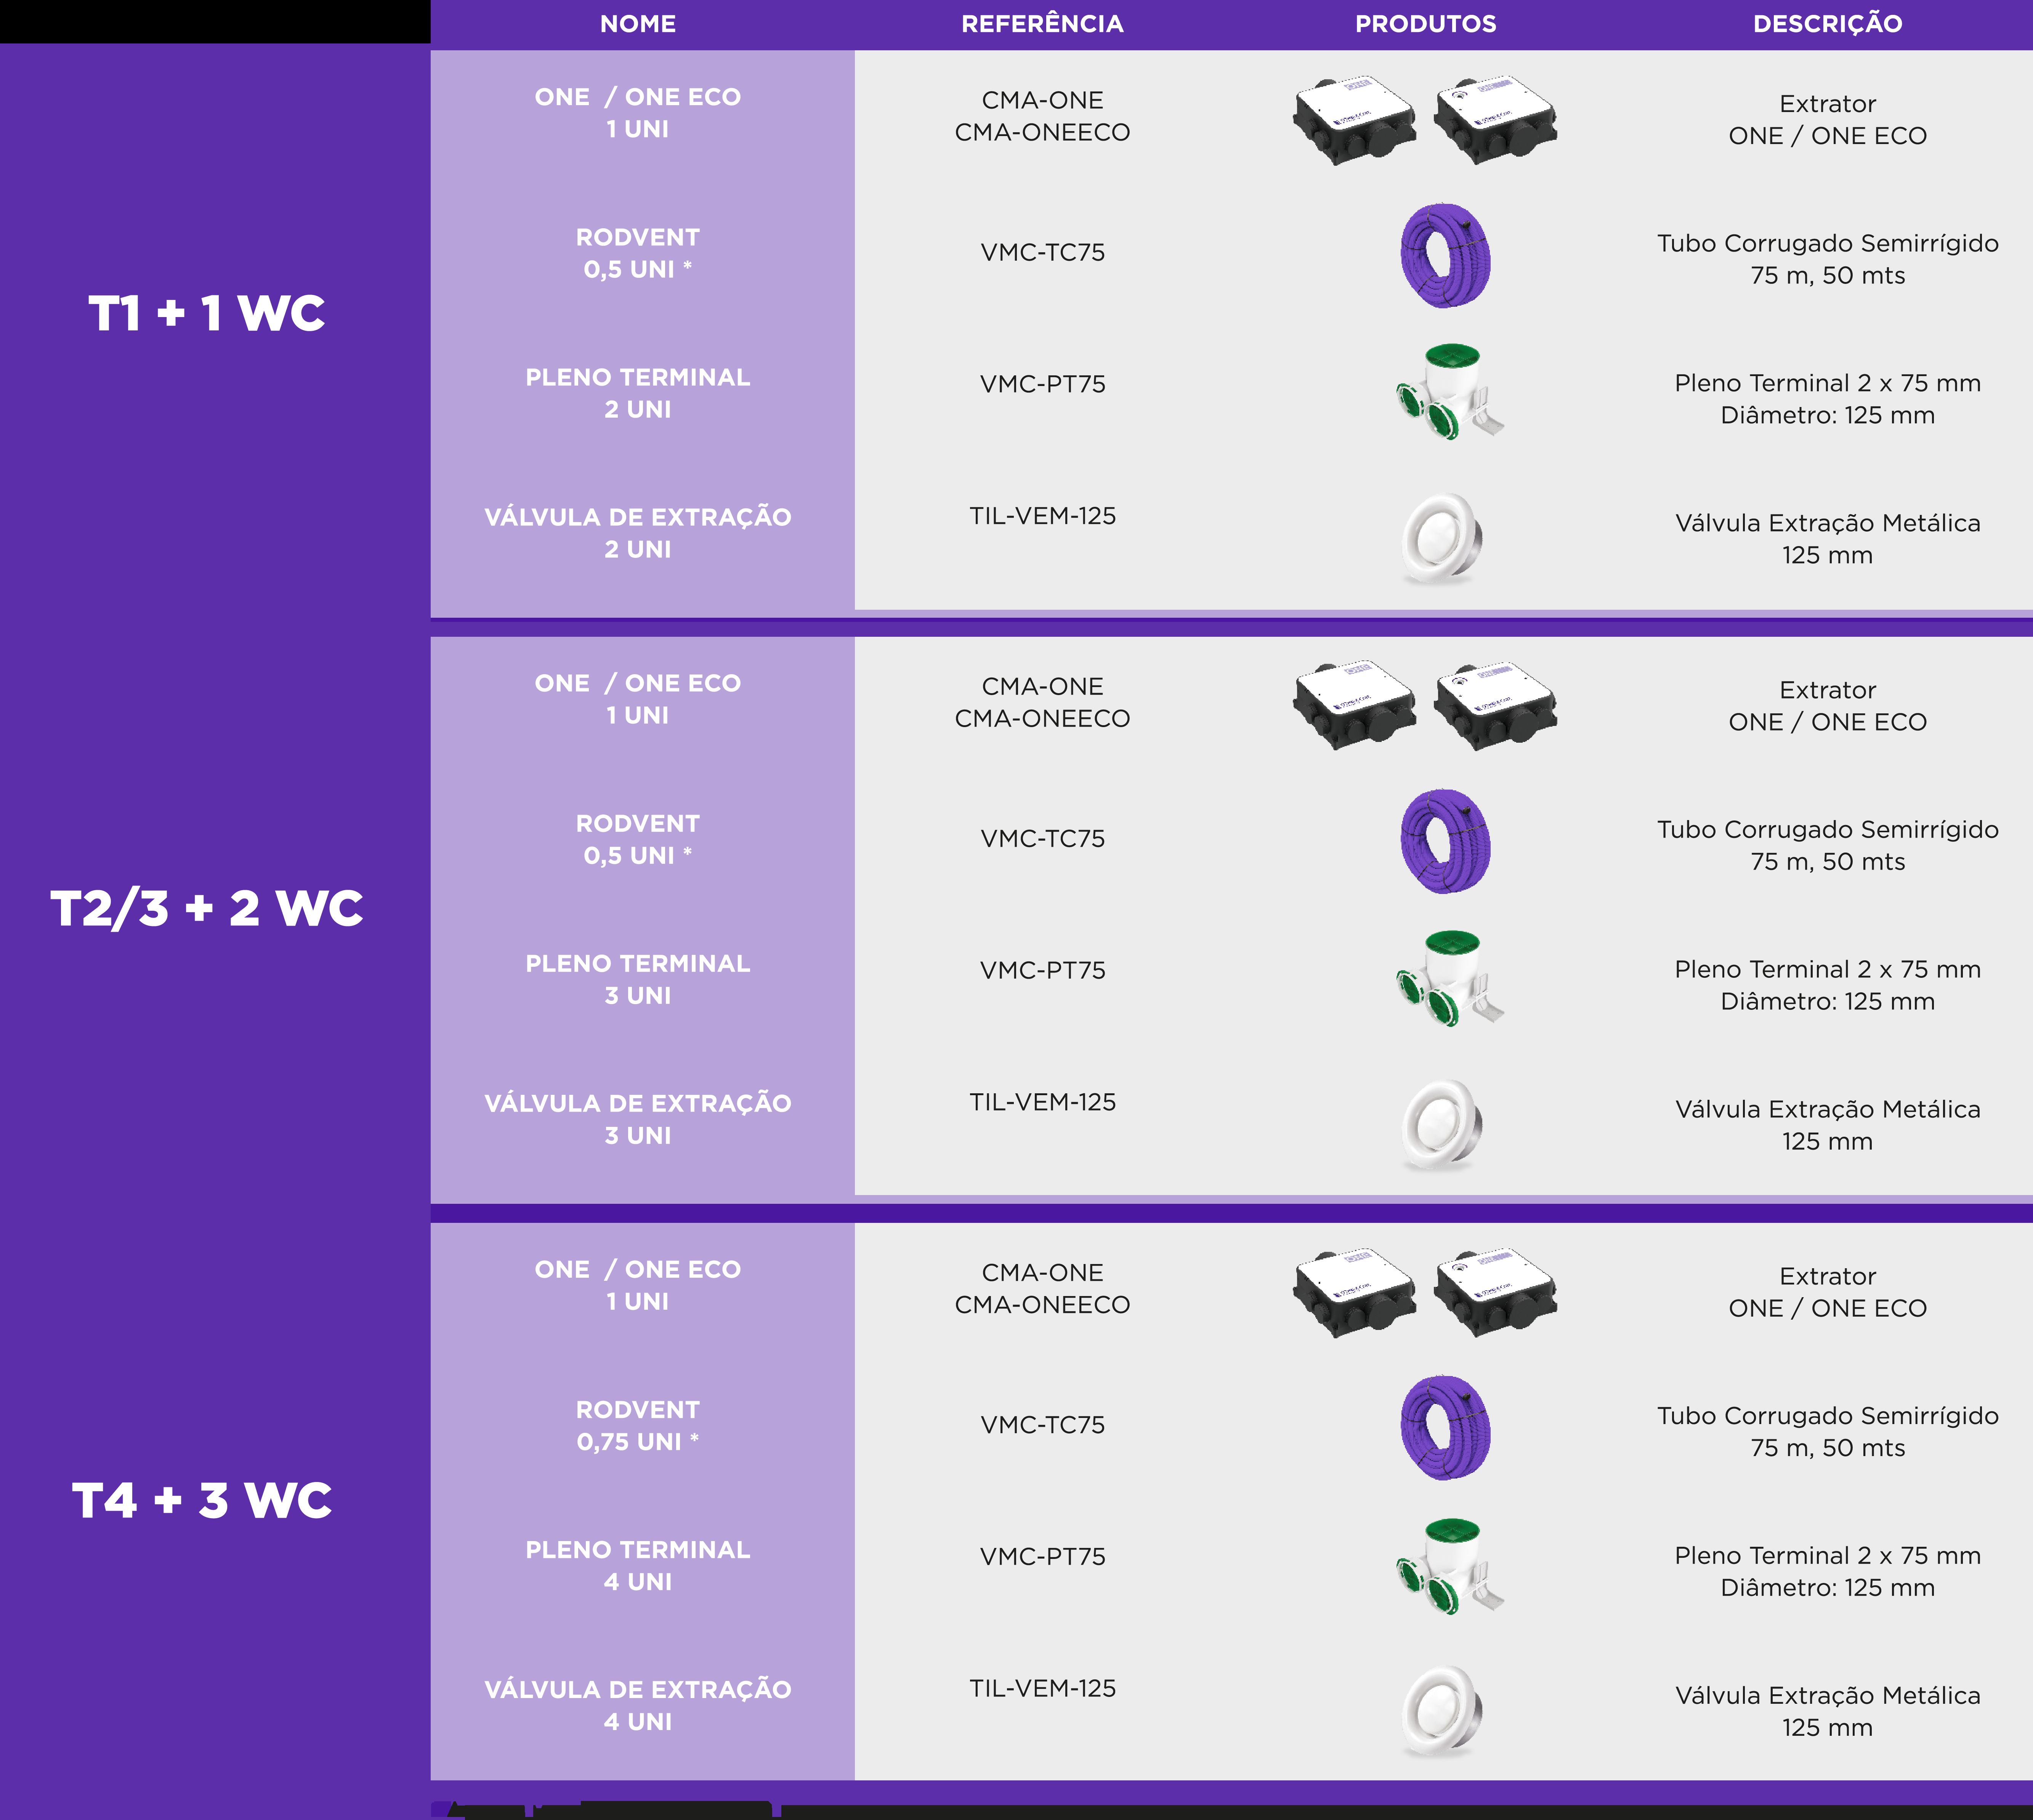 NOME REFERÊNCIA PRODUTOS DESCRIÇÃO
T1 + 1 WC
ONE / ONE ECO
1 UNI
CMA-ONE
CMA-ONEECO
Extrator
ONE / ONE ECO
RODVENT
0,5 UNI *
VMC-TC75
Tubo Corrugado Semirrígido
75 m, 50 mts
PLENO TERMINAL
2 UNI
VMC-PT75
Pleno Terminal 2 x 75 mm
Diâmetro: 125 mm
VÁLVULA DE EXTRAÇÃO
2 UNI
TIL-VEM-125
Válvula Extração Metálica
125 mm
T2/3 + 2 WC
ONE / ONE ECO
1 UNI
CMA-ONE
CMA-ONEECO
Extrator
ONE / ONE ECO
RODVENT
0,5 UNI *
VMC-TC75
Tubo Corrugado Semirrígido
75 m, 50 mts
PLENO TERMINAL
3 UNI
VMC-PT75
Pleno Terminal 2 x 75 mm
Diâmetro: 125 mm
VÁLVULA DE EXTRAÇÃO
3 UNI
TIL-VEM-125
Válvula Extração Metálica
125 mm
T4 + 3 WC
ONE / ONE ECO
1 UNI
CMA-ONE
CMA-ONEECO
Extrator
ONE / ONE ECO
RODVENT
0,75 UNI *
VMC-TC75
Tubo Corrugado Semirrígido
75 m, 50 mts
PLENO TERMINAL
4 UNI
VMC-PT75
Pleno Terminal 2 x 75 mm
Diâmetro: 125 mm
VÁLVULA DE EXTRAÇÃO
4 UNI
TIL-VEM-125
Válvula Extração Metálica
125 mm